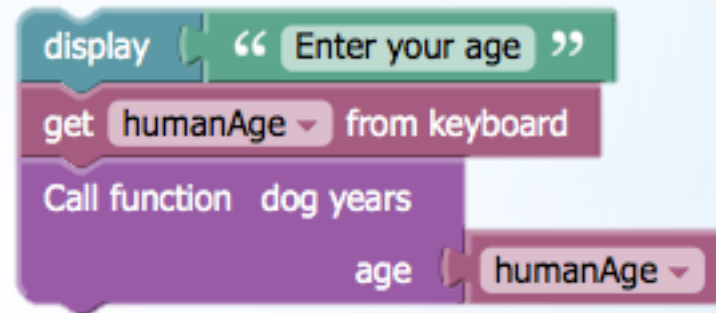 display “ Enter your age ”
get humanAge from keyboard
Call function dog years
age humanAge